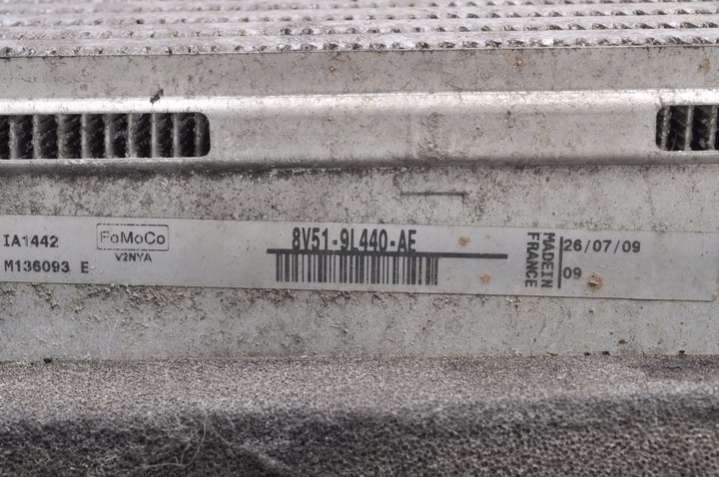 IA1442
M136093 E
FoMoCo
V2NYA
8V51-9L440-AE
MADE IN
FRANCE
26/07/09
09